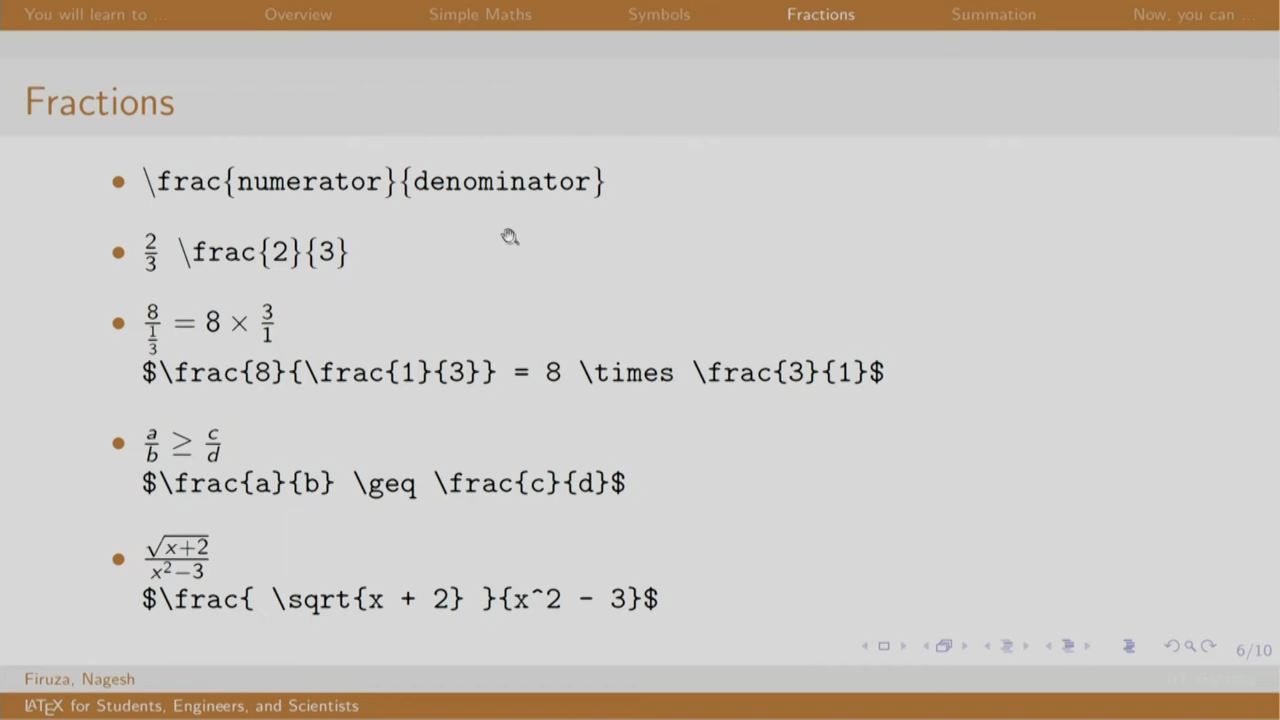 You will learn to ... Overview Simple Maths Symbols Fractions Summation Now, you can ...
Fractions
• \frac{numerator}{denominator}
• 2/3 \frac{2}{3}
• 8/(1/3) = 8 × 3/1
$\frac{8}{\frac{1}{3}} = 8 \times \frac{3}{1}$
• a/b ≥ c/d
$\frac{a}{b} \geq \frac{c}{d}$
• √(x+2)/(x²−3)
$\frac{ \sqrt{x + 2} }{x^2 - 3}$
6/10
Firuza, Nagesh
LATEX for Students, Engineers, and Scientists